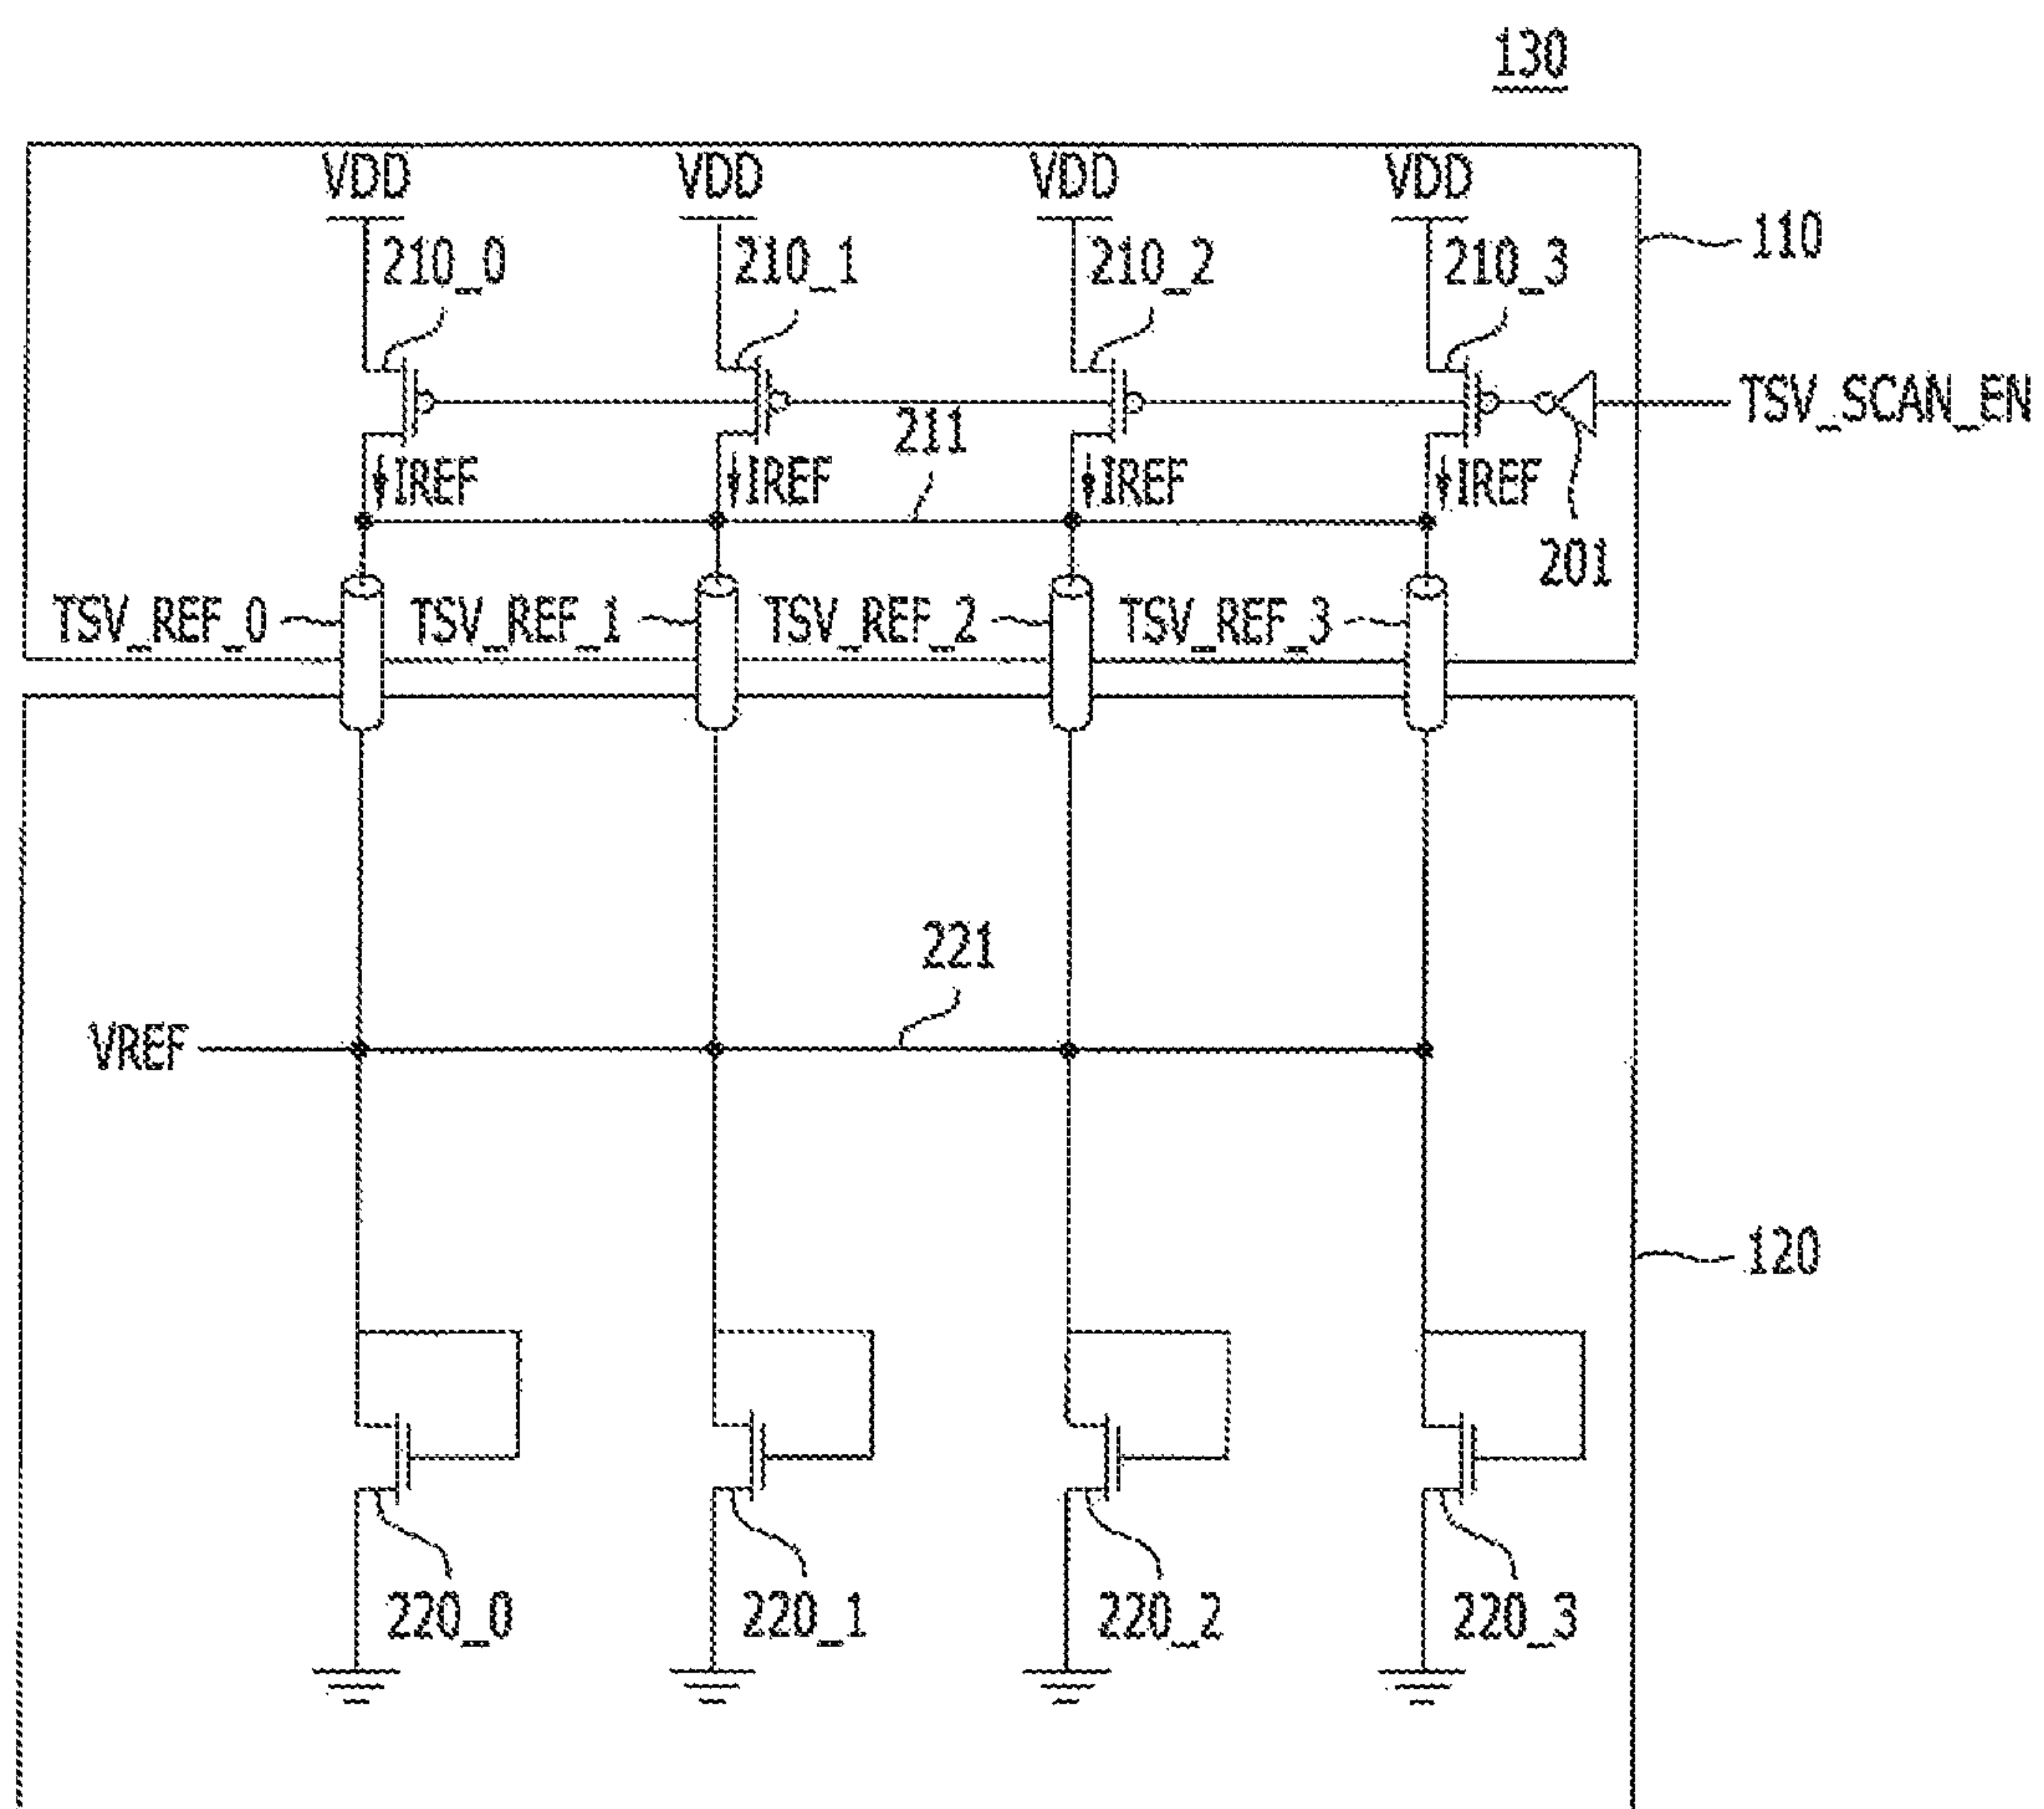 130
VDD VDD VDD VDD
110
210_0 210_1 210_2 210_3
TSV_SCAN_EN
211
IREF IREF IREF IREF
201
TSV_REF_0 TSV_REF_1 TSV_REF_2 TSV_REF_3
221
VREF
120
220_0 220_1 220_2 220_3